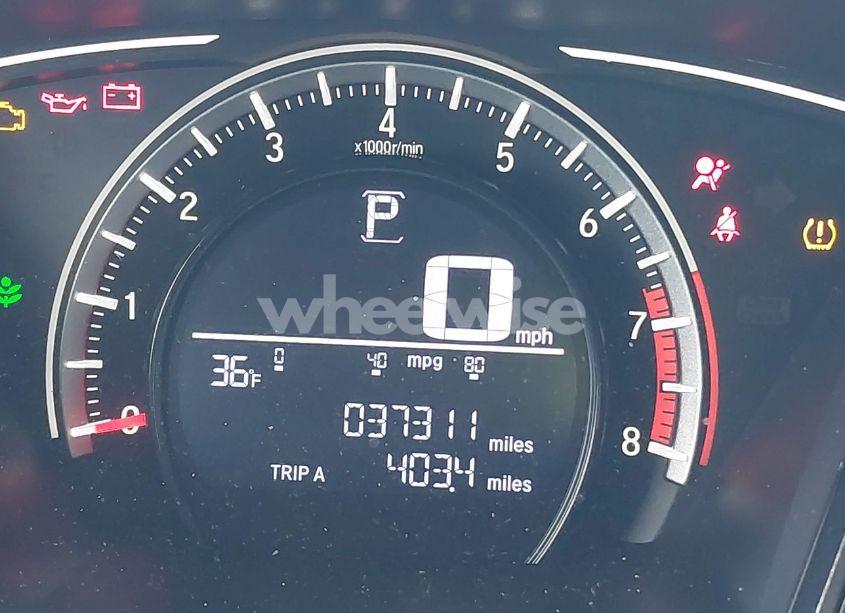 4
3
5
x1000r/min
2
6
P
1
0
mph
7
wheelwise
36°F
0 40 mpg 80
0
037311 miles
8
TRIP A 403.4 miles